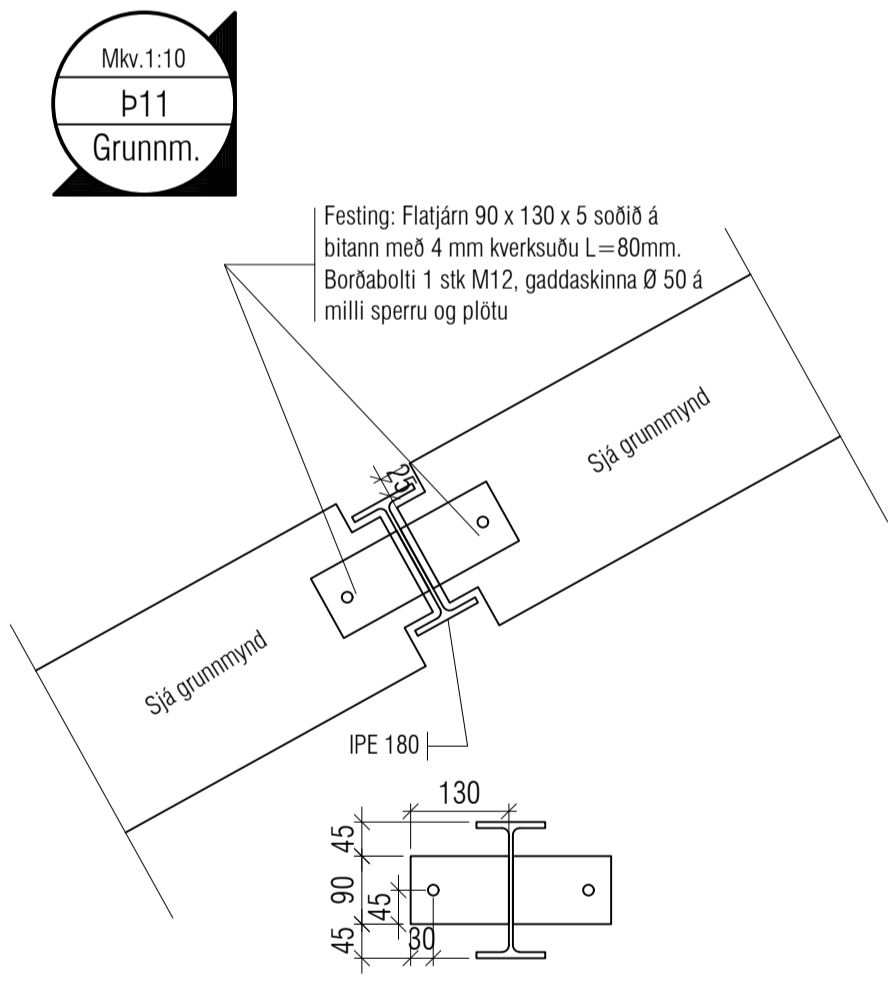 Mkv.1:10
Þ11
Grunnm.
Festing: Flatjárn 90 x 130 x 5 soðið á
bitann með 4 mm kverksuðu L=80mm.
Borðabolti 1 stk M12, gaddaskinna Ø 50 á
milli sperru og plötu
Sjá grunnmynd
25
Sjá grunnmynd
IPE 180
130
45
90
45
45
30